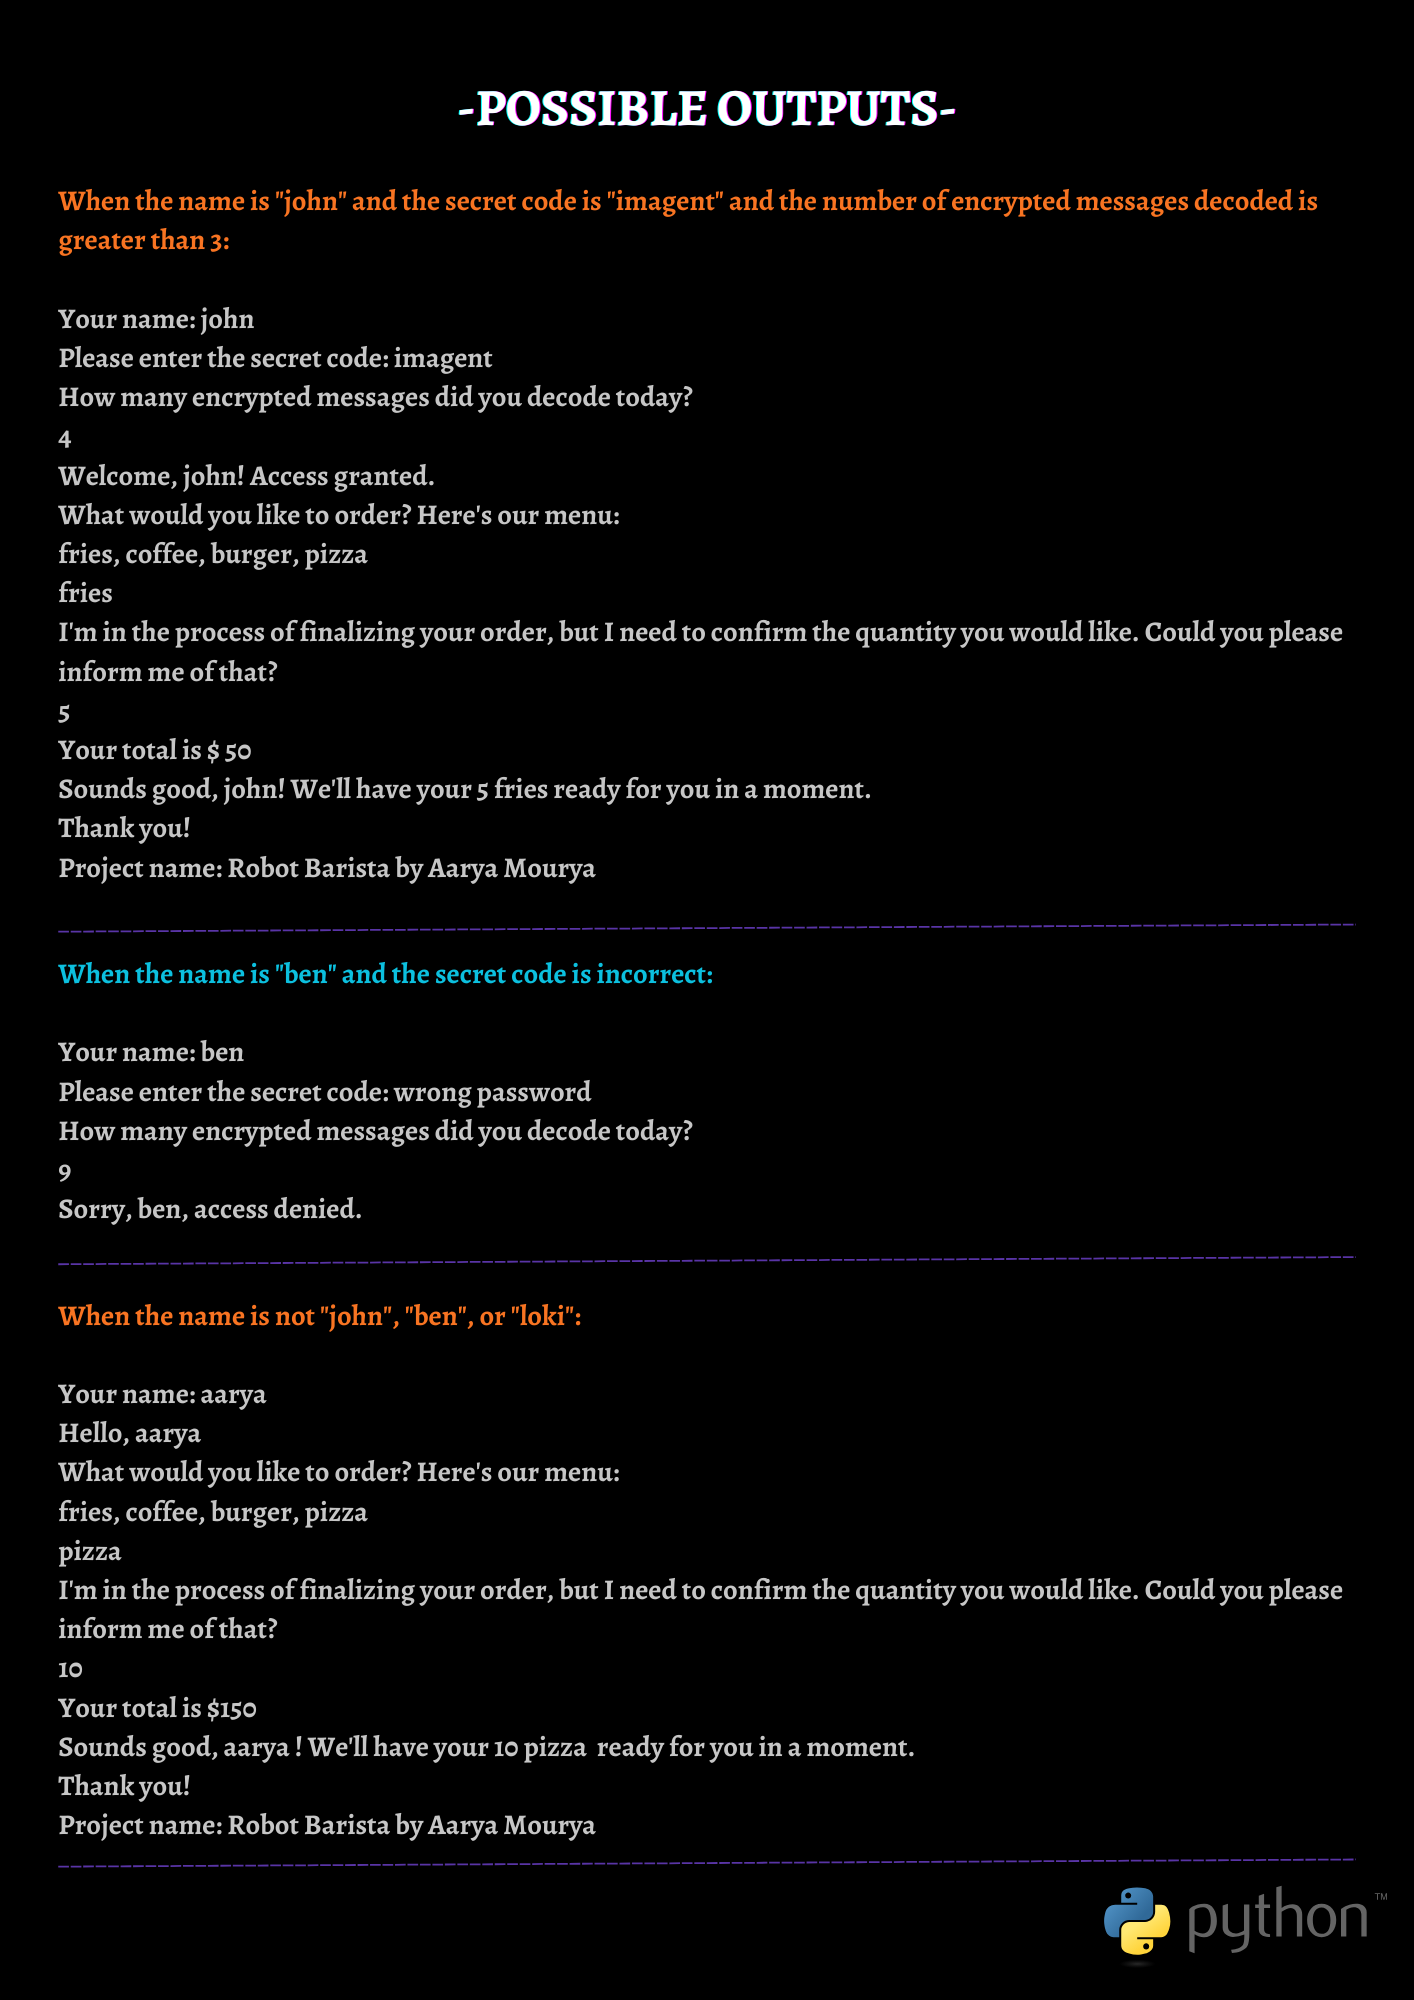 -POSSIBLE OUTPUTS-
When the name is "john" and the secret code is "imagent" and the number of encrypted messages decoded is
greater than 3:
Your name: john
Please enter the secret code: imagent
How many encrypted messages did you decode today?
4
Welcome, john! Access granted.
What would you like to order? Here's our menu:
fries, coffee, burger, pizza
fries
I'm in the process of finalizing your order, but I need to confirm the quantity you would like. Could you please
inform me of that?
5
Your total is $ 50
Sounds good, john! We'll have your 5 fries ready for you in a moment.
Thank you!
Project name: Robot Barista by Aarya Mourya
When the name is "ben" and the secret code is incorrect:
Your name: ben
Please enter the secret code: wrong password
How many encrypted messages did you decode today?
9
Sorry, ben, access denied.
When the name is not "john", "ben", or "loki":
Your name: aarya
Hello, aarya
What would you like to order? Here's our menu:
fries, coffee, burger, pizza
pizza
I'm in the process of finalizing your order, but I need to confirm the quantity you would like. Could you please
inform me of that?
10
Your total is $150
Sounds good, aarya ! We'll have your 10 pizza  ready for you in a moment.
Thank you!
Project name: Robot Barista by Aarya Mourya
python™